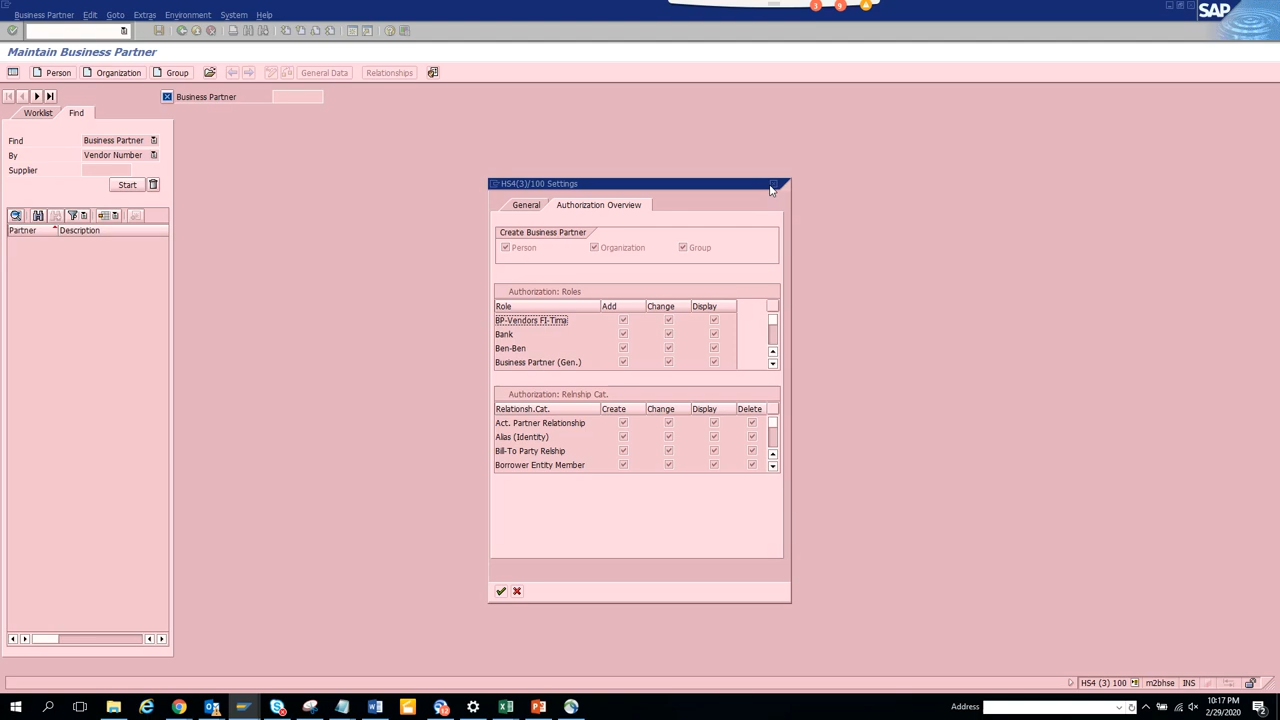 Business Partner Edit Goto Extras Environment System Help
SAP
Maintain Business Partner
Person Organization Group General Data Relationships
Business Partner
Worklist Find
Find Business Partner
By Vendor Number
Supplier
Start
Partner Description
HS4(3)/100 Settings
General Authorization Overview
Create Business Partner
Person Organization Group
Authorization: Roles
Role Add Change Display
BP-Vendors FI-Tima
Bank
Ben-Ben
Business Partner (Gen.)
Authorization: Relnship Cat.
Relationsh.Cat. Create Change Display Delete
Act. Partner Relationship
Alias (Identity)
Bill-To Party Relship
Borrower Entity Member
HS4 (3) 100 m2bhse INS
Address
10:17 PM
2/29/2020